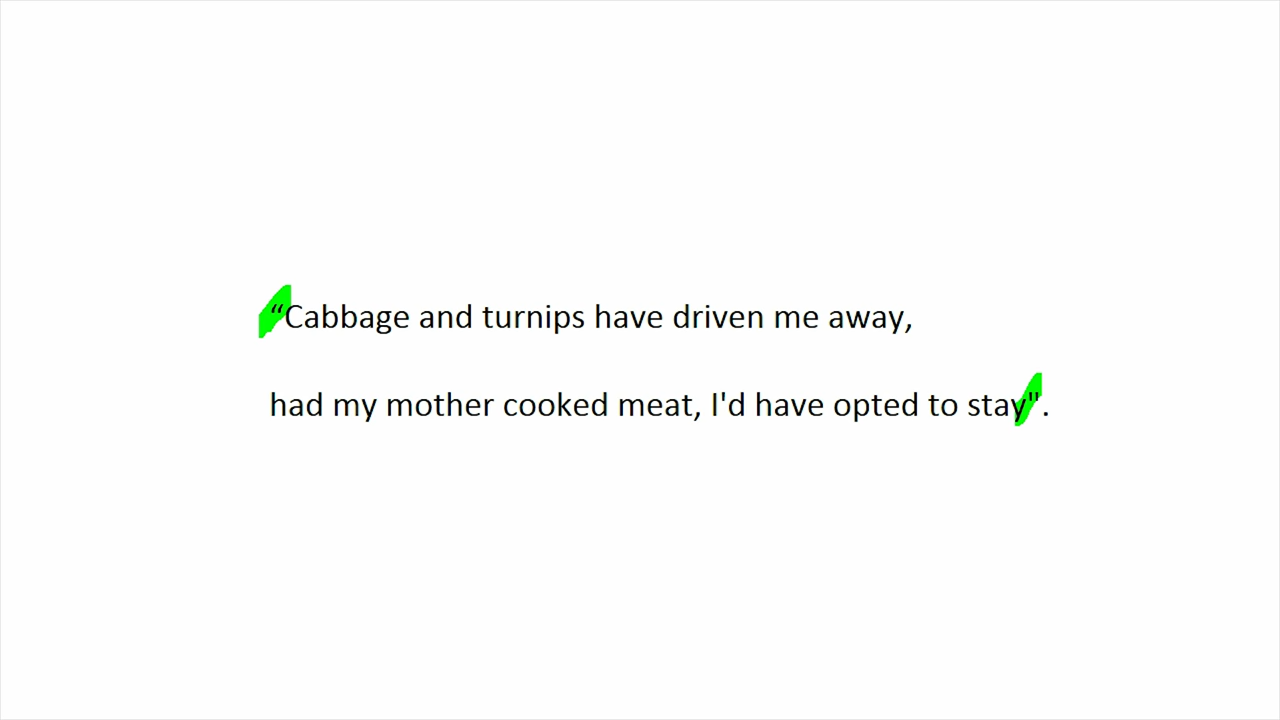 “Cabbage and turnips have driven me away,
had my mother cooked meat, I'd have opted to stay".